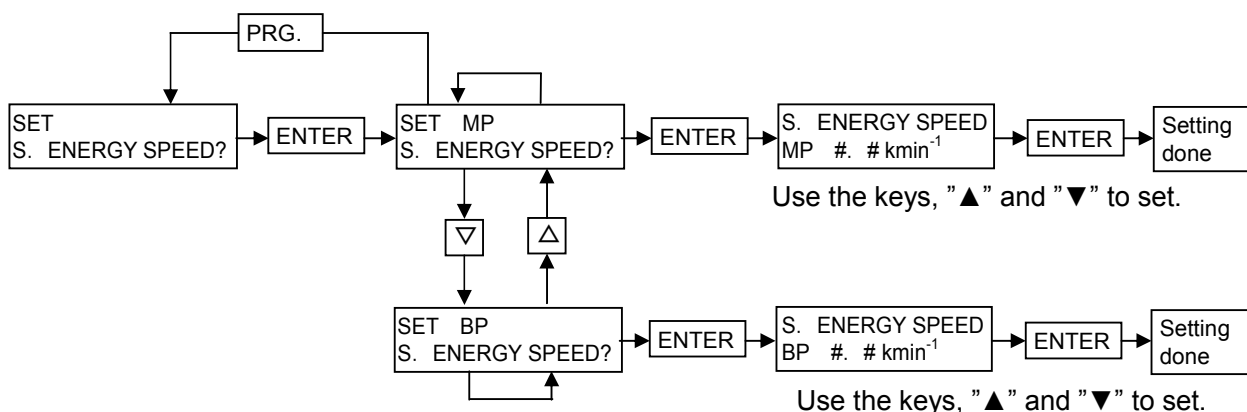 PRG.
SET
S. ENERGY SPEED?
ENTER
SET MP
S. ENERGY SPEED?
ENTER
S. ENERGY SPEED
MP #. # kmin⁻¹
ENTER
Setting
done
Use the keys, ”▲” and ”▼” to set.
▽
△
SET BP
S. ENERGY SPEED?
ENTER
S. ENERGY SPEED
BP #. # kmin⁻¹
ENTER
Setting
done
Use the keys, ”▲” and ”▼” to set.